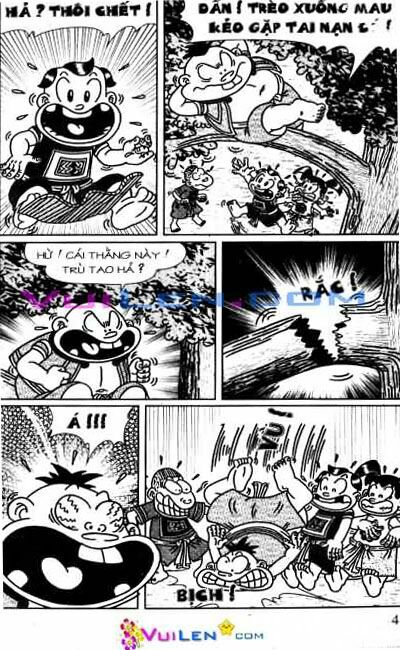 HẢ? THÔI CHẾT!
DẦN! TRÈO XUỐNG MAU
KẺO GẶP TAI NẠN ĐÓ!
HỪ! CÁI THẰNG NÀY!
TRÙ TAO HẢ?
RẮC!
VUILEN.COM
Á!!!
VÙ!
BỊCH!
4
VUILEN.COM